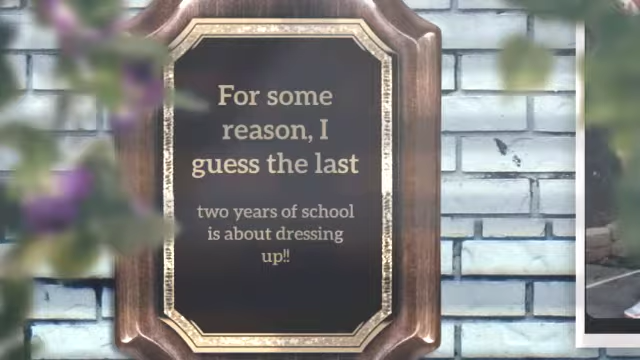 For some
reason, I
guess the last
two years of school
is about dressing
up!!